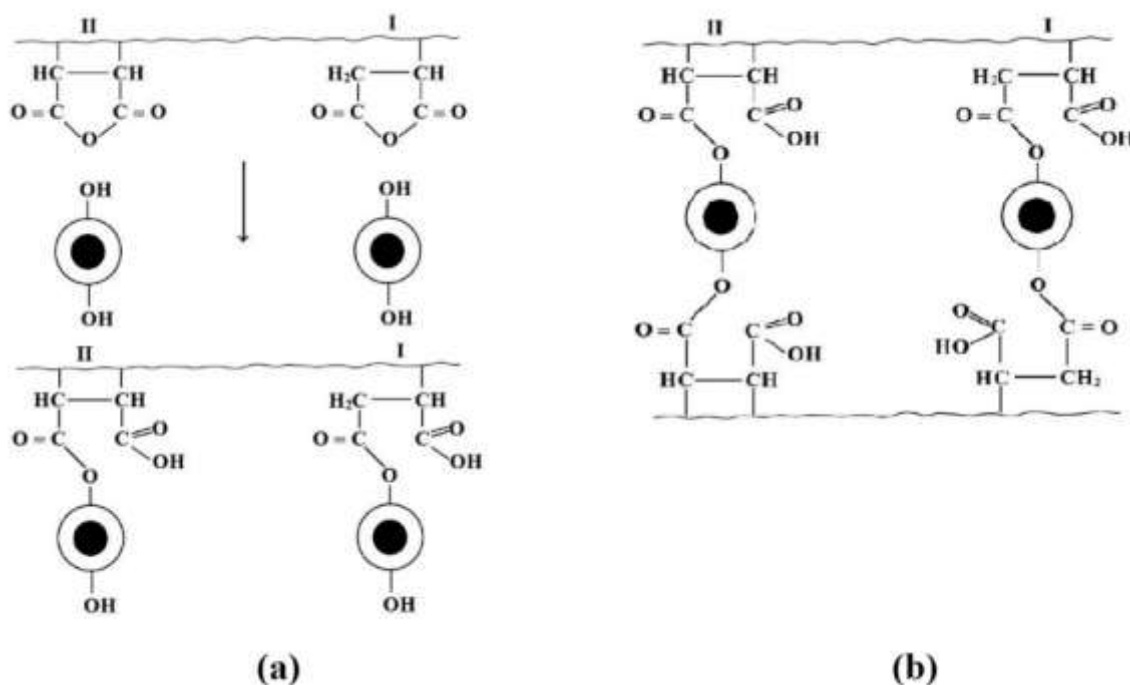 II I
HC CH H₂C CH
O = C C = O O = C C = O
O O
OH OH
OH OH
II I
HC CH H₂C CH
O = C C O O = C C O
OH OH
O O
OH OH
(a)
II I
HC CH H₂C CH
O = C C O O = C C O
OH OH
O O
O O
O = C C O O C C = O
OH HO
HC CH HC CH₂
(b)